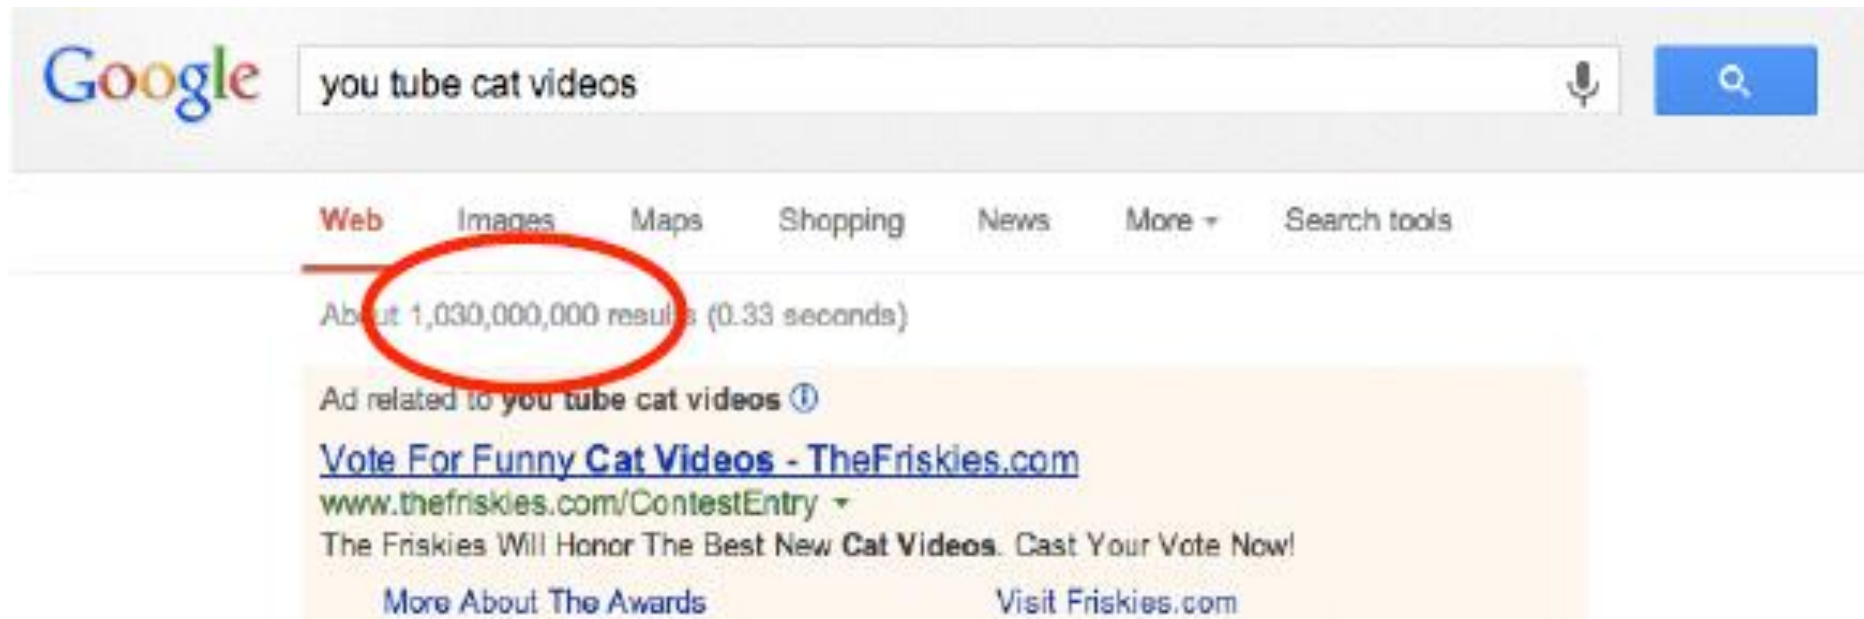 Google you tube cat videos
Web Images Maps Shopping News More Search tools
About 1,030,000,000 results (0.33 seconds)
Ad related to you tube cat videos
Vote For Funny Cat Videos - TheFriskies.com
www.thefriskies.com/ContestEntry
The Friskies Will Honor The Best New Cat Videos. Cast Your Vote Now!
More About The Awards Visit Friskies.com